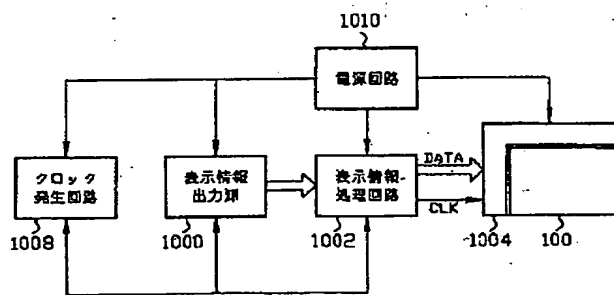 1010
電源回路
クロック
発生回路
表示情報
出力源
表示情報
処理回路
DATA
CLK
1008
1000
1002
1004
100